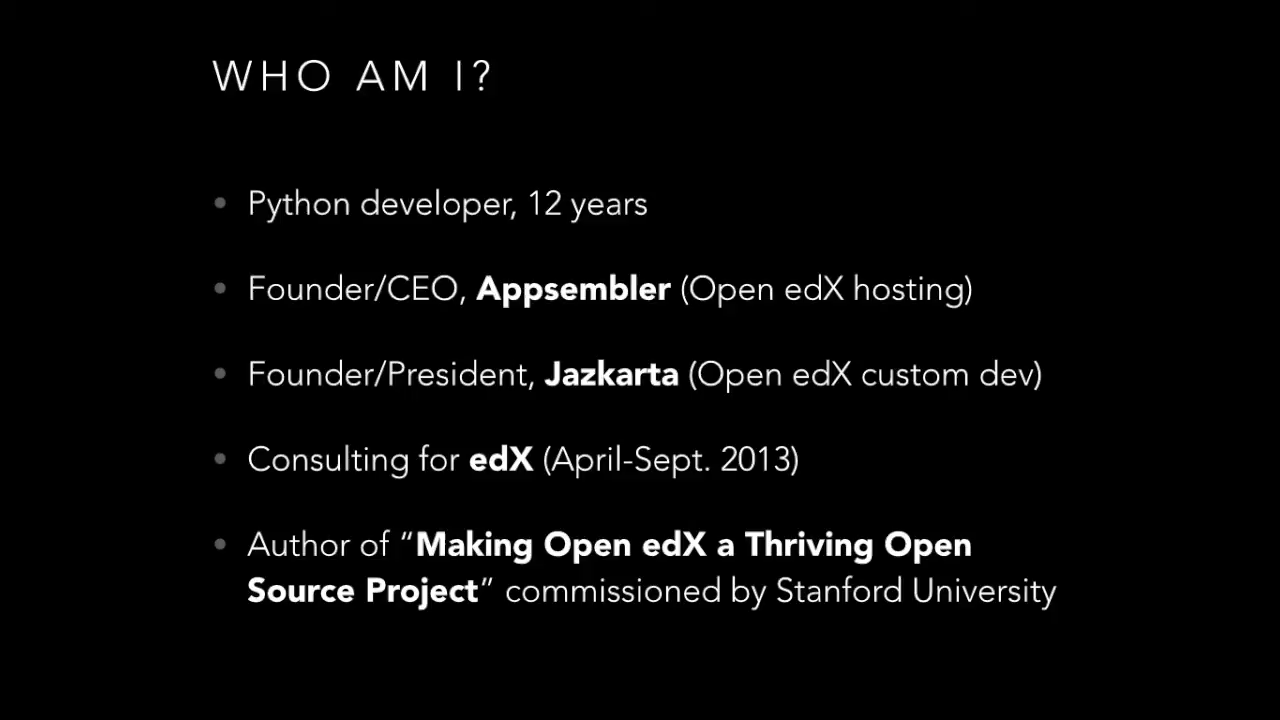 WHO AM I?
• Python developer, 12 years
• Founder/CEO, Appsembler (Open edX hosting)
• Founder/President, Jazkarta (Open edX custom dev)
• Consulting for edX (April-Sept. 2013)
• Author of “Making Open edX a Thriving Open
Source Project” commissioned by Stanford University